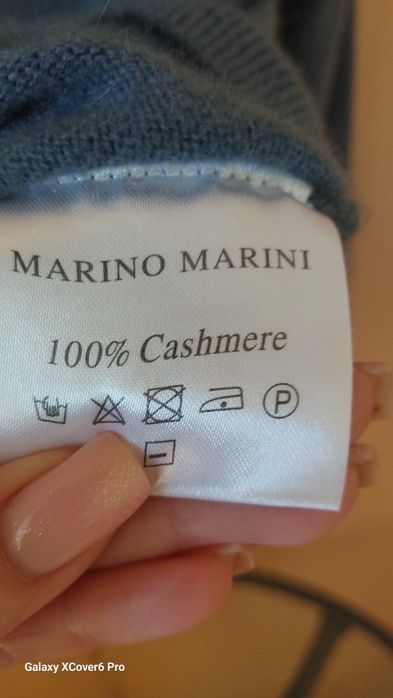 MARINO MARINI
100% Cashmere
P
Galaxy XCover6 Pro